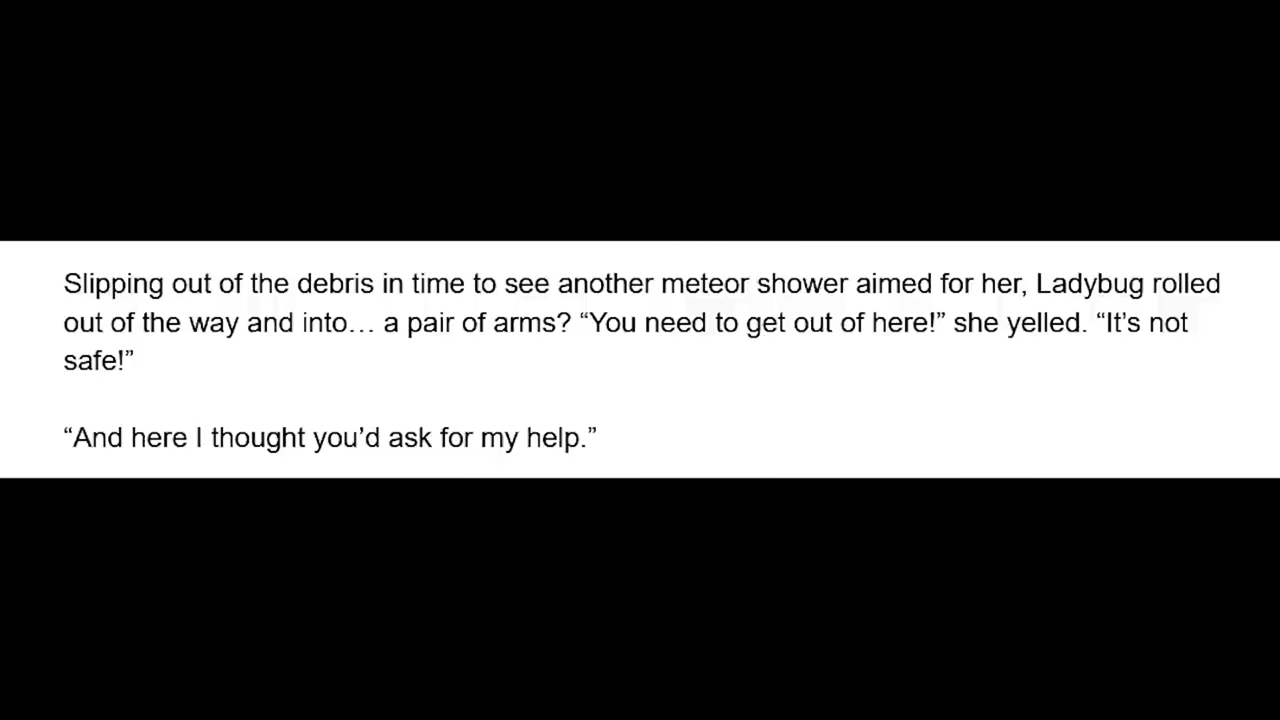 Slipping out of the debris in time to see another meteor shower aimed for her, Ladybug rolled
out of the way and into… a pair of arms? “You need to get out of here!” she yelled. “It’s not
safe!”
“And here I thought you’d ask for my help.”